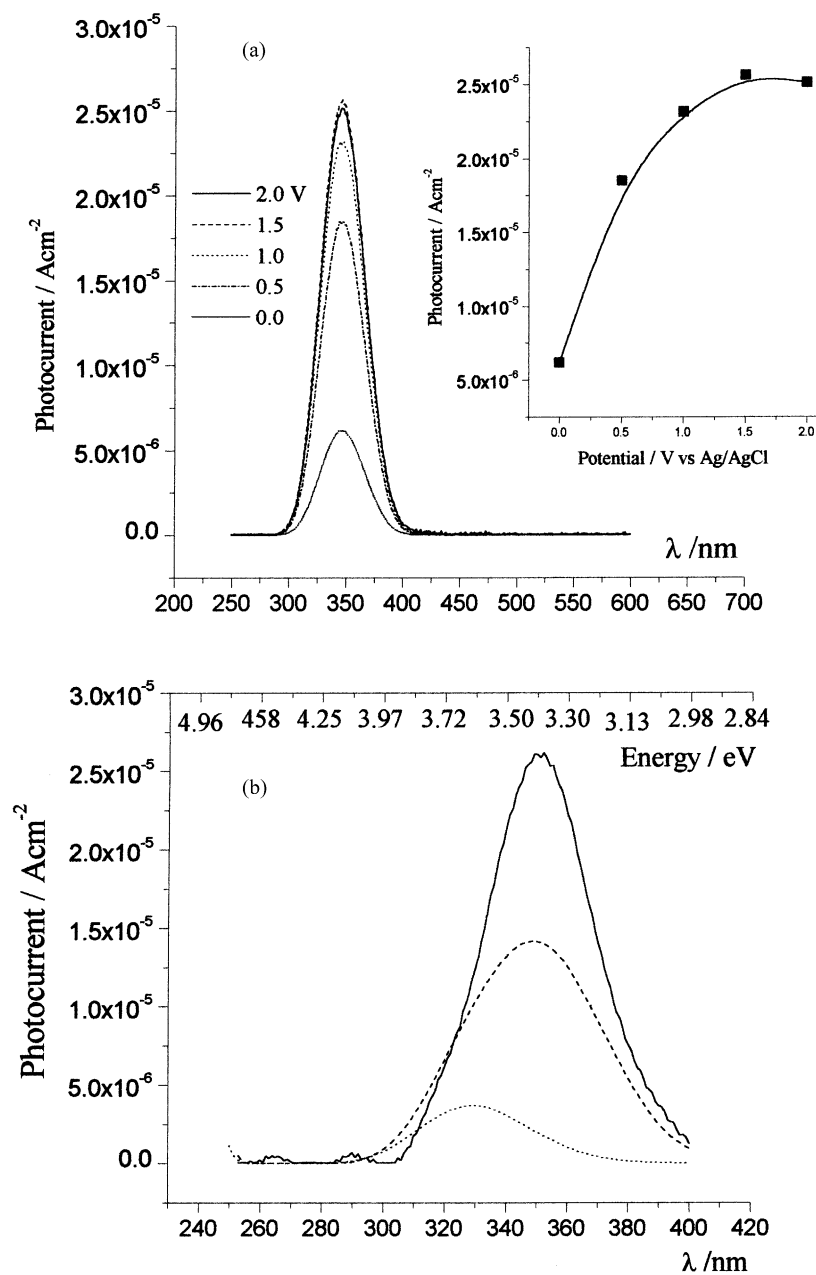 (a)
Photocurrent / Acm⁻²
3.0x10⁻⁵
2.5x10⁻⁵
2.0x10⁻⁵
1.5x10⁻⁵
1.0x10⁻⁵
5.0x10⁻⁶
0.0
2.0 V
1.5
1.0
0.5
0.0
200 250 300 350 400 450 500 550 600 650 700
λ /nm
Photocurrent / Acm⁻²
2.5x10⁻⁵
2.0x10⁻⁵
1.5x10⁻⁵
1.0x10⁻⁵
5.0x10⁻⁶
0.0 0.5 1.0 1.5 2.0
Potential / V vs Ag/AgCl
(b)
Photocurrent / Acm⁻²
3.0x10⁻⁵
2.5x10⁻⁵
2.0x10⁻⁵
1.5x10⁻⁵
1.0x10⁻⁵
5.0x10⁻⁶
0.0
4.96 458 4.25 3.97 3.72 3.50 3.30 3.13 2.98 2.84
Energy / eV
240 260 280 300 320 340 360 380 400 420
λ /nm